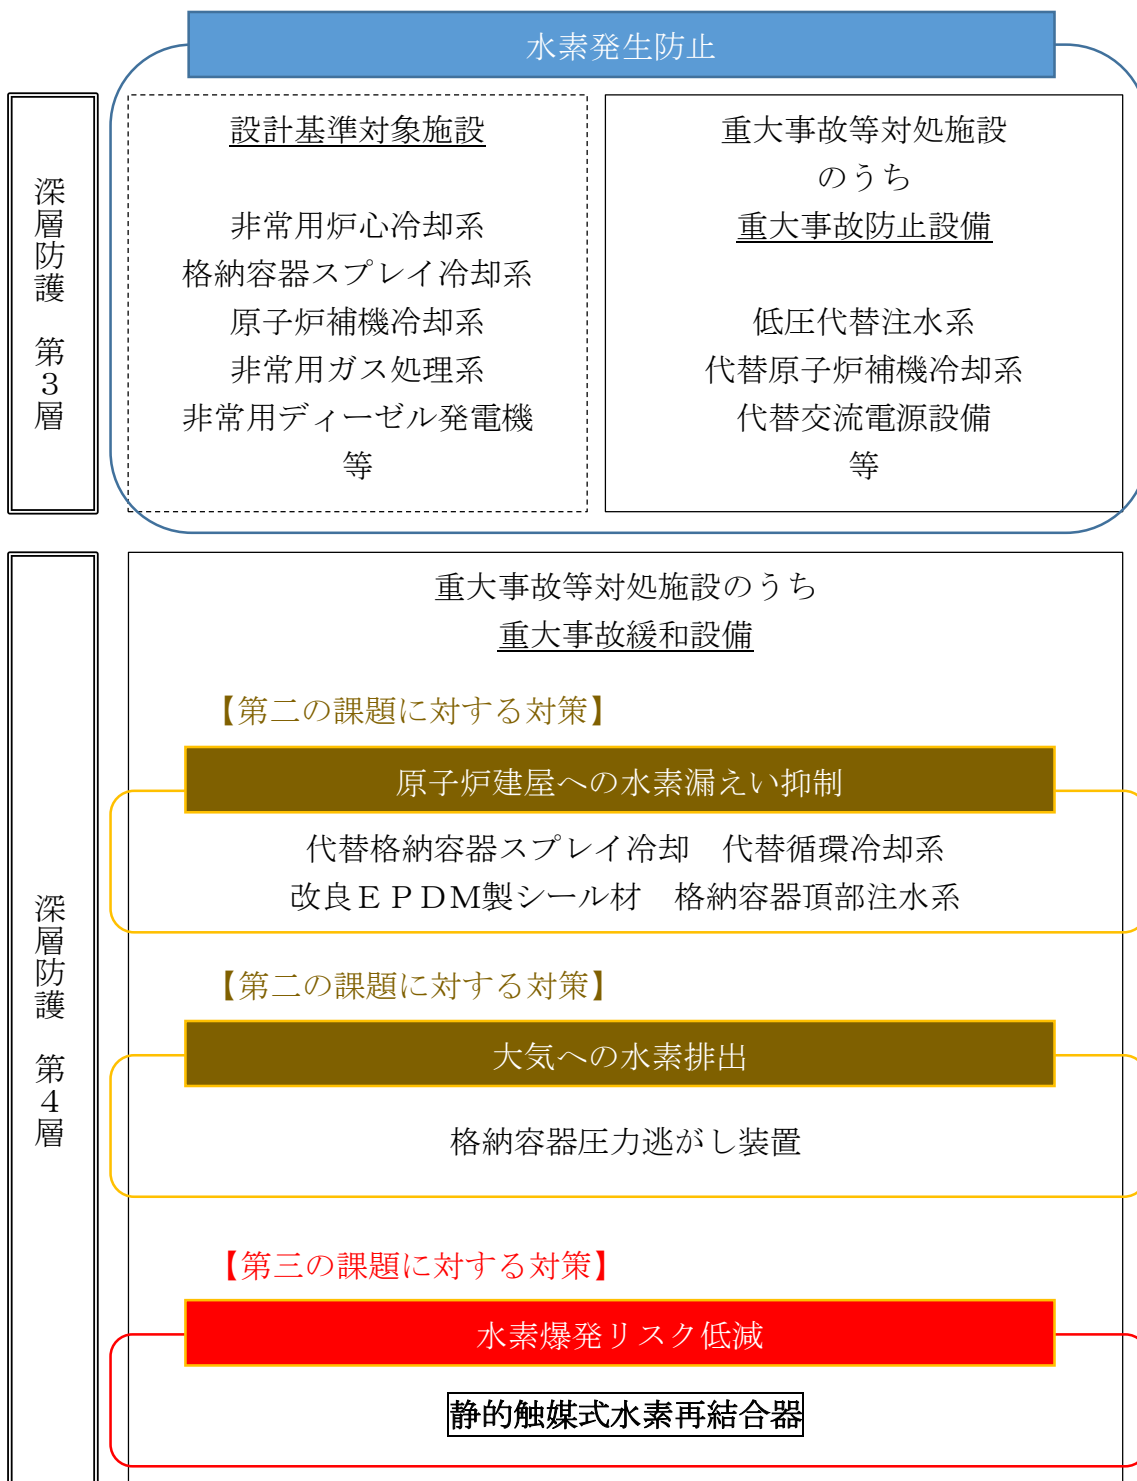 水素発生防止
深層防護　第３層
設計基準対象施設
非常用炉心冷却系
格納容器スプレイ冷却系
原子炉補機冷却系
非常用ガス処理系
非常用ディーゼル発電機
等
重大事故等対処施設
のうち
重大事故防止設備
低圧代替注水系
代替原子炉補機冷却系
代替交流電源設備
等
深層防護　第４層
重大事故等対処施設のうち
重大事故緩和設備
【第二の課題に対する対策】
原子炉建屋への水素漏えい抑制
代替格納容器スプレイ冷却　代替循環冷却系
改良ＥＰＤＭ製シール材　格納容器頂部注水系
【第二の課題に対する対策】
大気への水素排出
格納容器圧力逃がし装置
【第三の課題に対する対策】
水素爆発リスク低減
静的触媒式水素再結合器